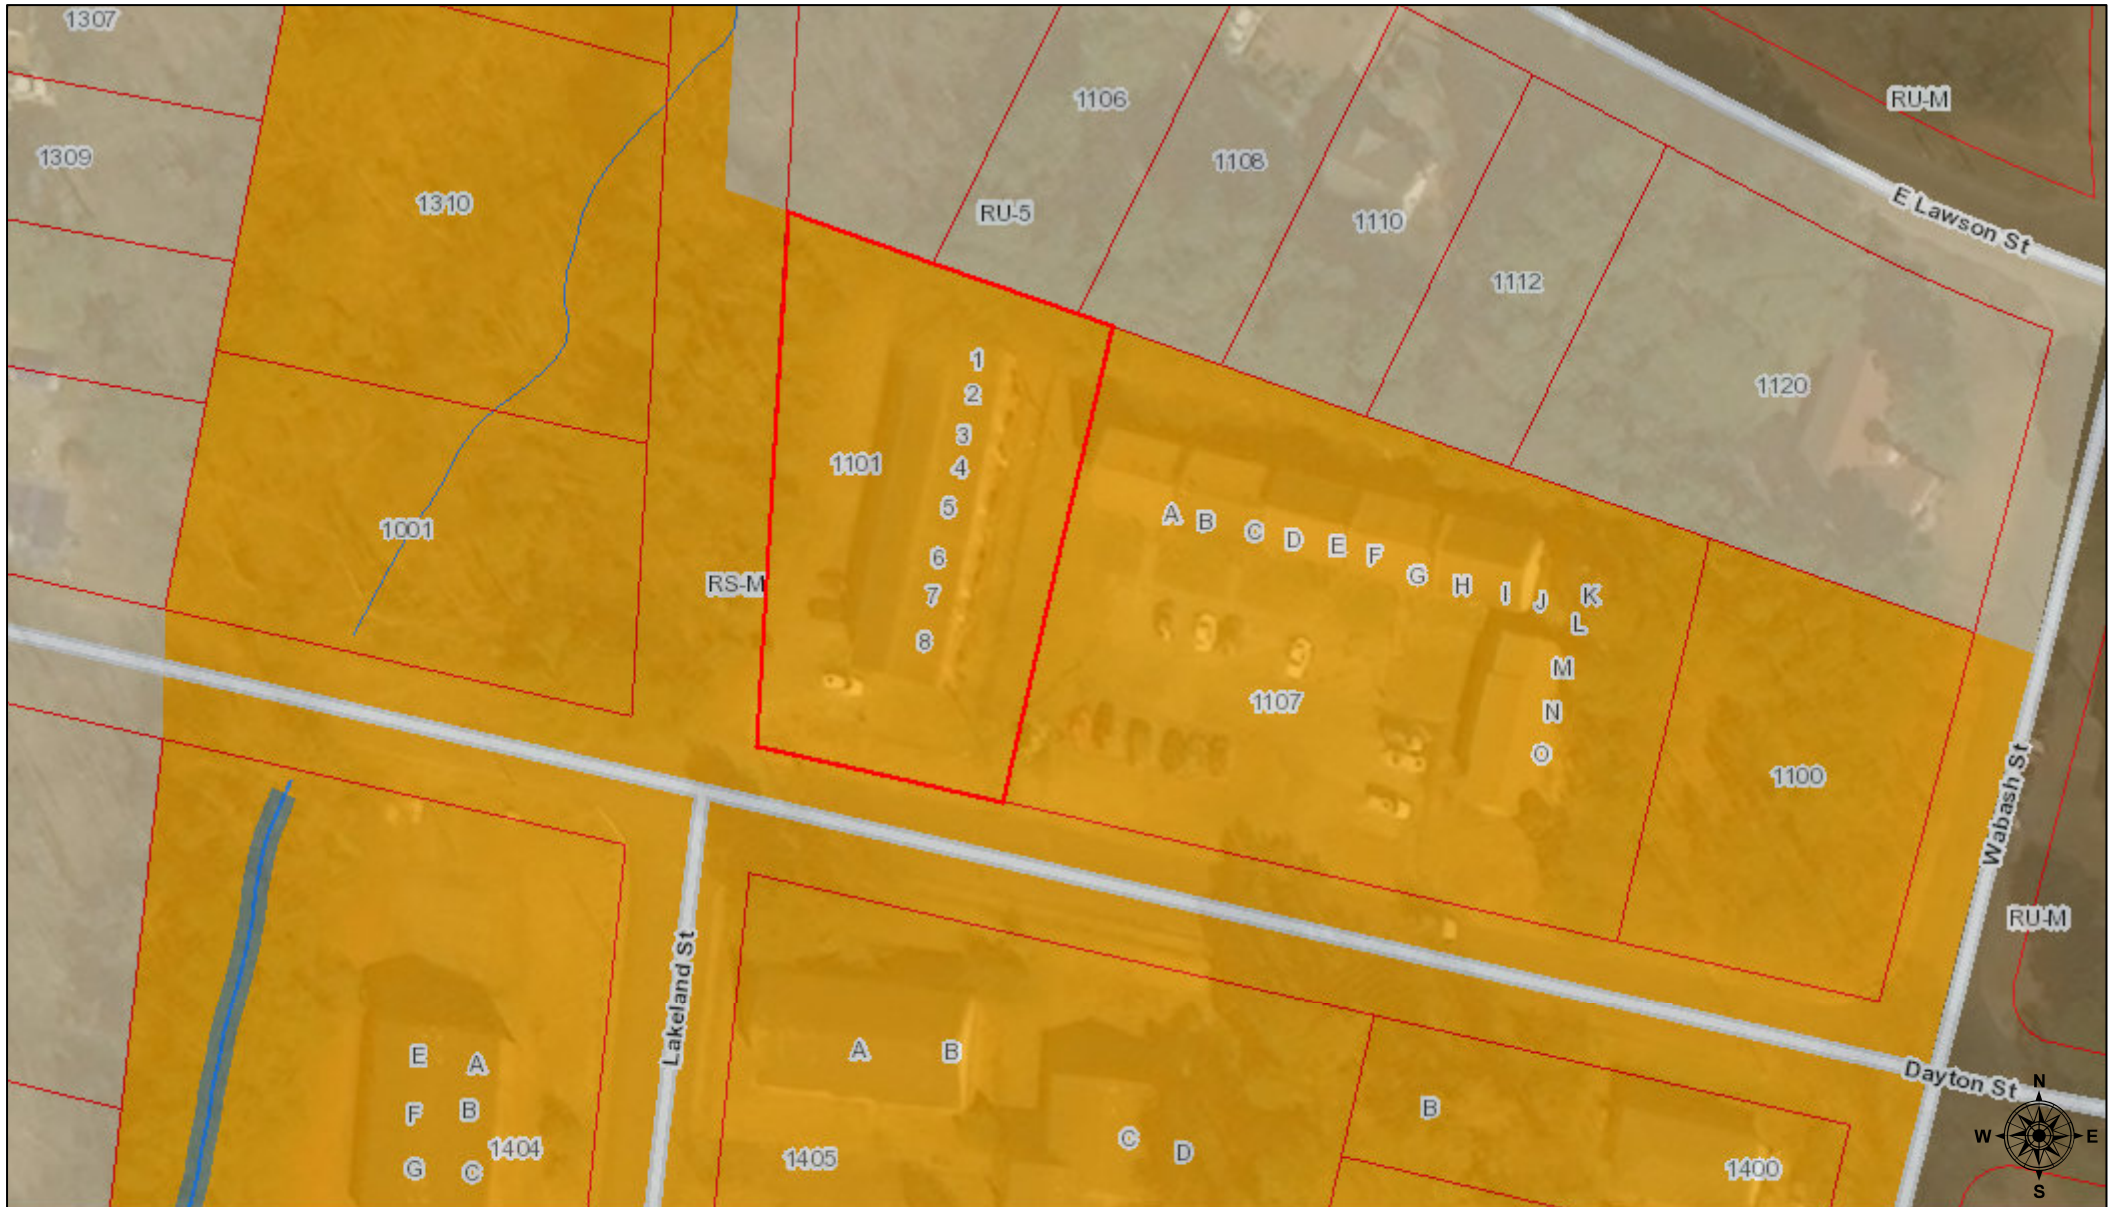 1307
1106
RU-M
1309
1108
1310
RU-5
1110
E Lawson St
1112
1
1120
2
3
1101
4
5
A
B
C
D
E
F
G
H
I
J
K
L
1001
6
RS-M
7
8
M
1107
N
O
1100
Wabash St
RU-M
Lakeland St
E
A
A
B
Dayton St
N
F
B
B
C
D
W
E
1404
1405
G
C
1400
S